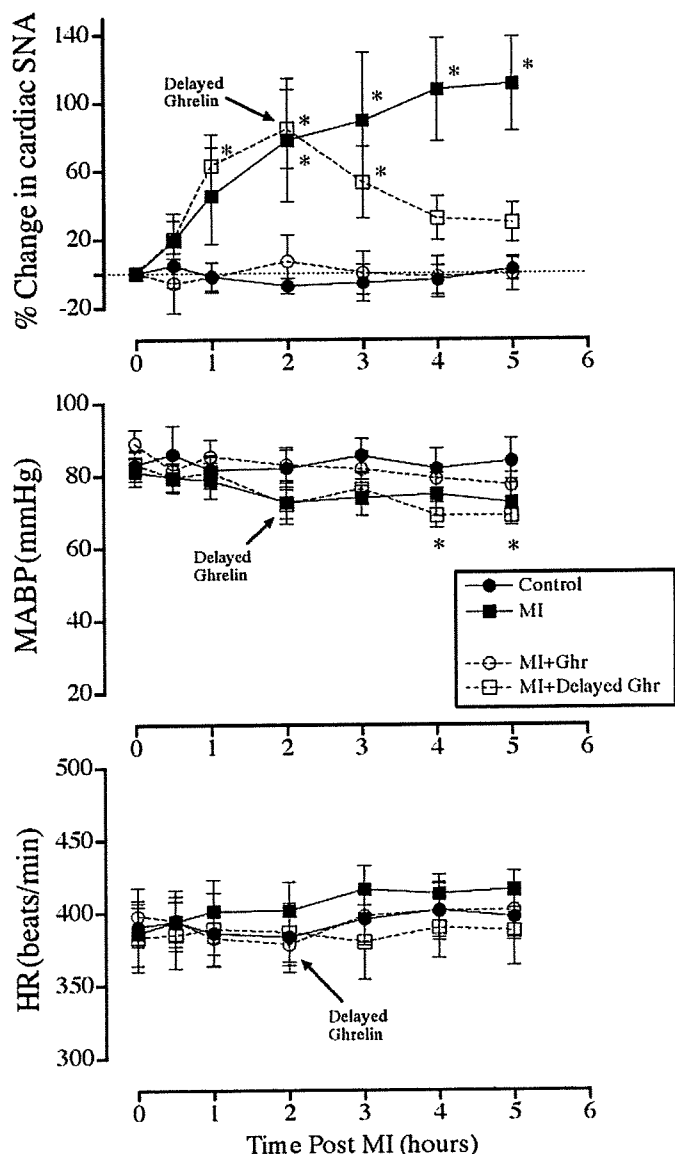 % Change in cardiac SNA
140
100
60
20
-20
Delayed
Ghrelin
*
*
*
*
*
*
*
0 1 2 3 4 5 6
MABP (mmHg)
100
80
60
40
20
Delayed
Ghrelin
* *
Control
MI
MI+Ghr
MI+Delayed Ghr
0 1 2 3 4 5 6
HR (beats/min)
500
450
400
350
300
Delayed
Ghrelin
0 1 2 3 4 5 6
Time Post MI (hours)